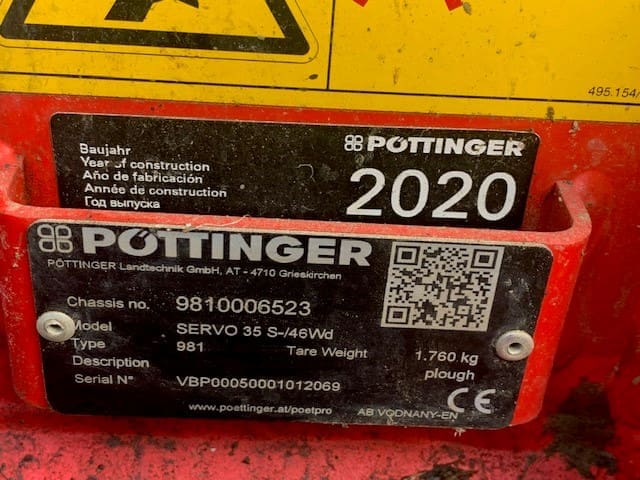 495.154/
Baujahr
Year of construction
Año de fabricación
Année de construction
Год выпуска
PÖTTINGER
2020
PÖTTINGER
PÖTTINGER Landtechnik GmbH, AT - 4710 Grieskirchen
Chassis no. 9810006523
Model SERVO 35 S-/46Wd
Type 981 Tare Weight 1.760 kg
Description plough
Serial N° VBP00050001012069
www.poettinger.at/poetpro AB VODNANY-EN CE